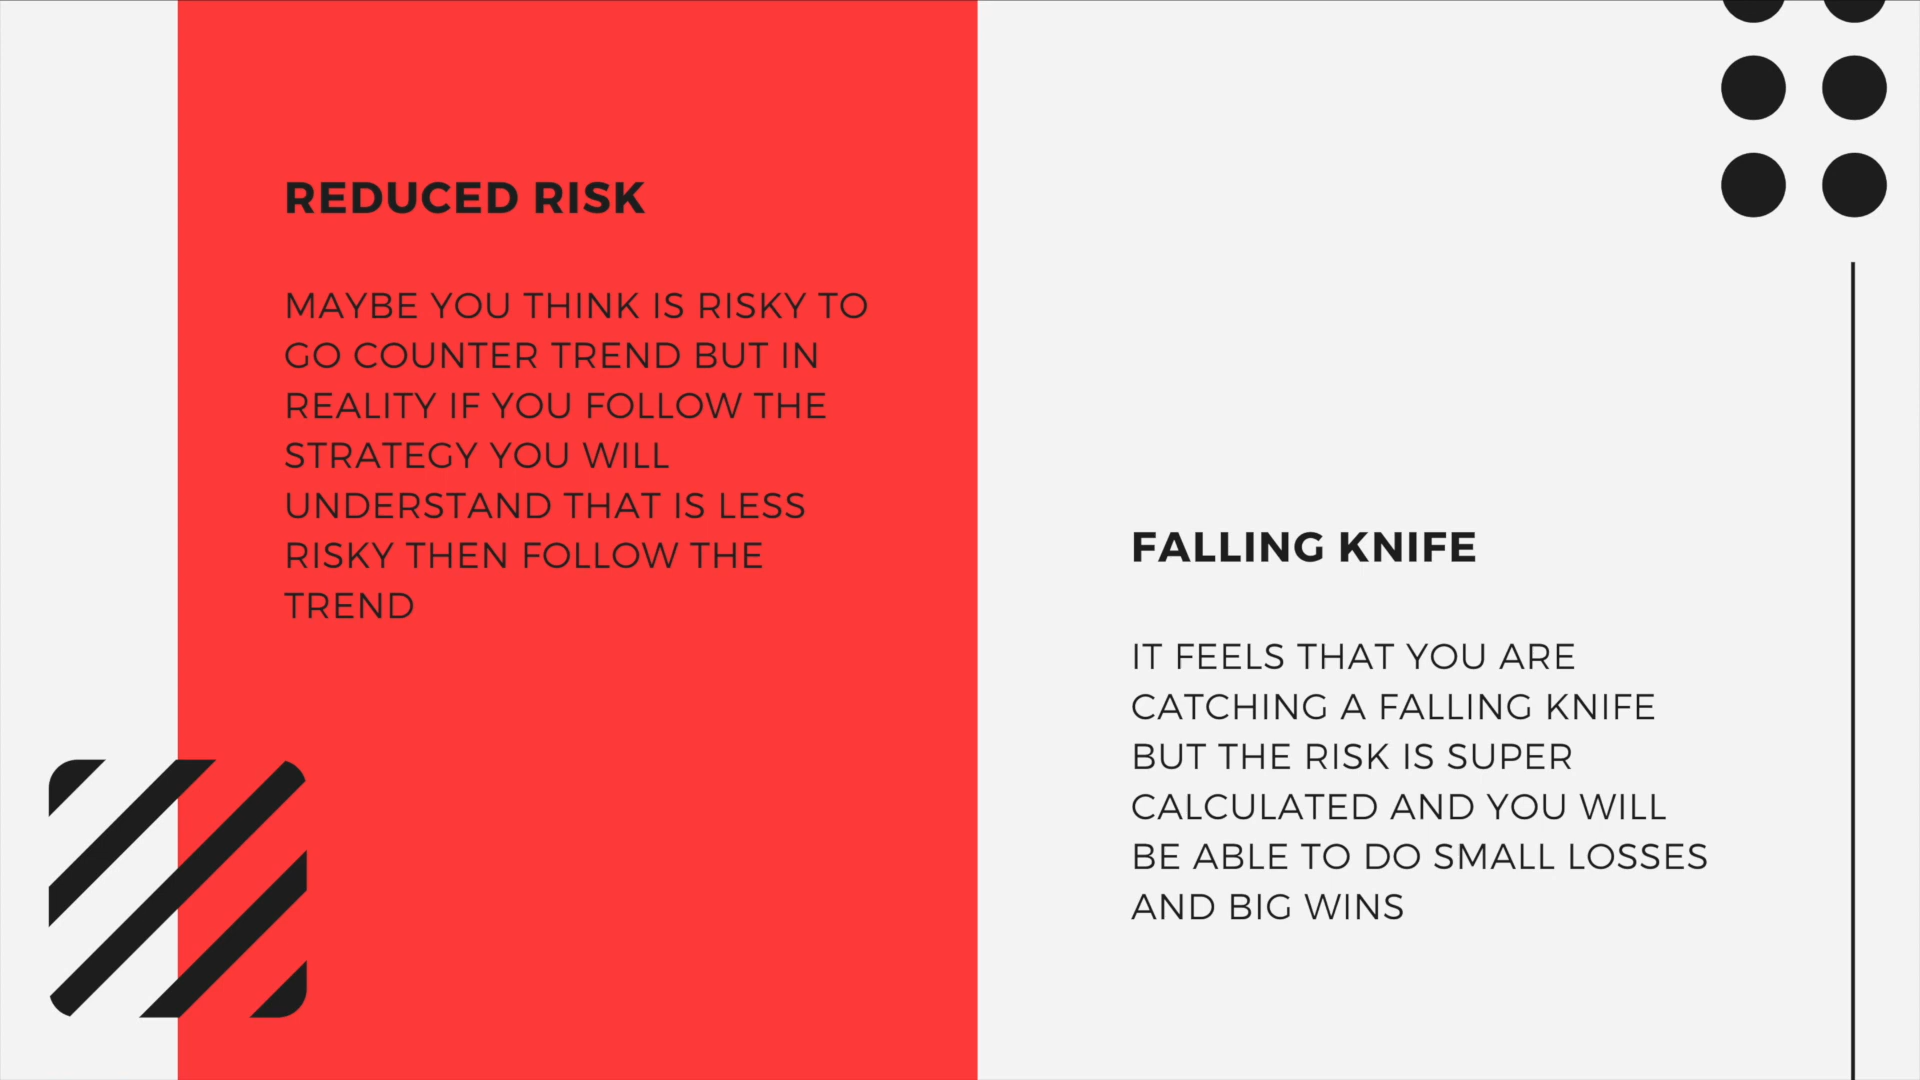 REDUCED RISK
MAYBE YOU THINK IS RISKY TO
GO COUNTER TREND BUT IN
REALITY IF YOU FOLLOW THE
STRATEGY YOU WILL
UNDERSTAND THAT IS LESS
RISKY THEN FOLLOW THE
TREND
FALLING KNIFE
IT FEELS THAT YOU ARE
CATCHING A FALLING KNIFE
BUT THE RISK IS SUPER
CALCULATED AND YOU WILL
BE ABLE TO DO SMALL LOSSES
AND BIG WINS